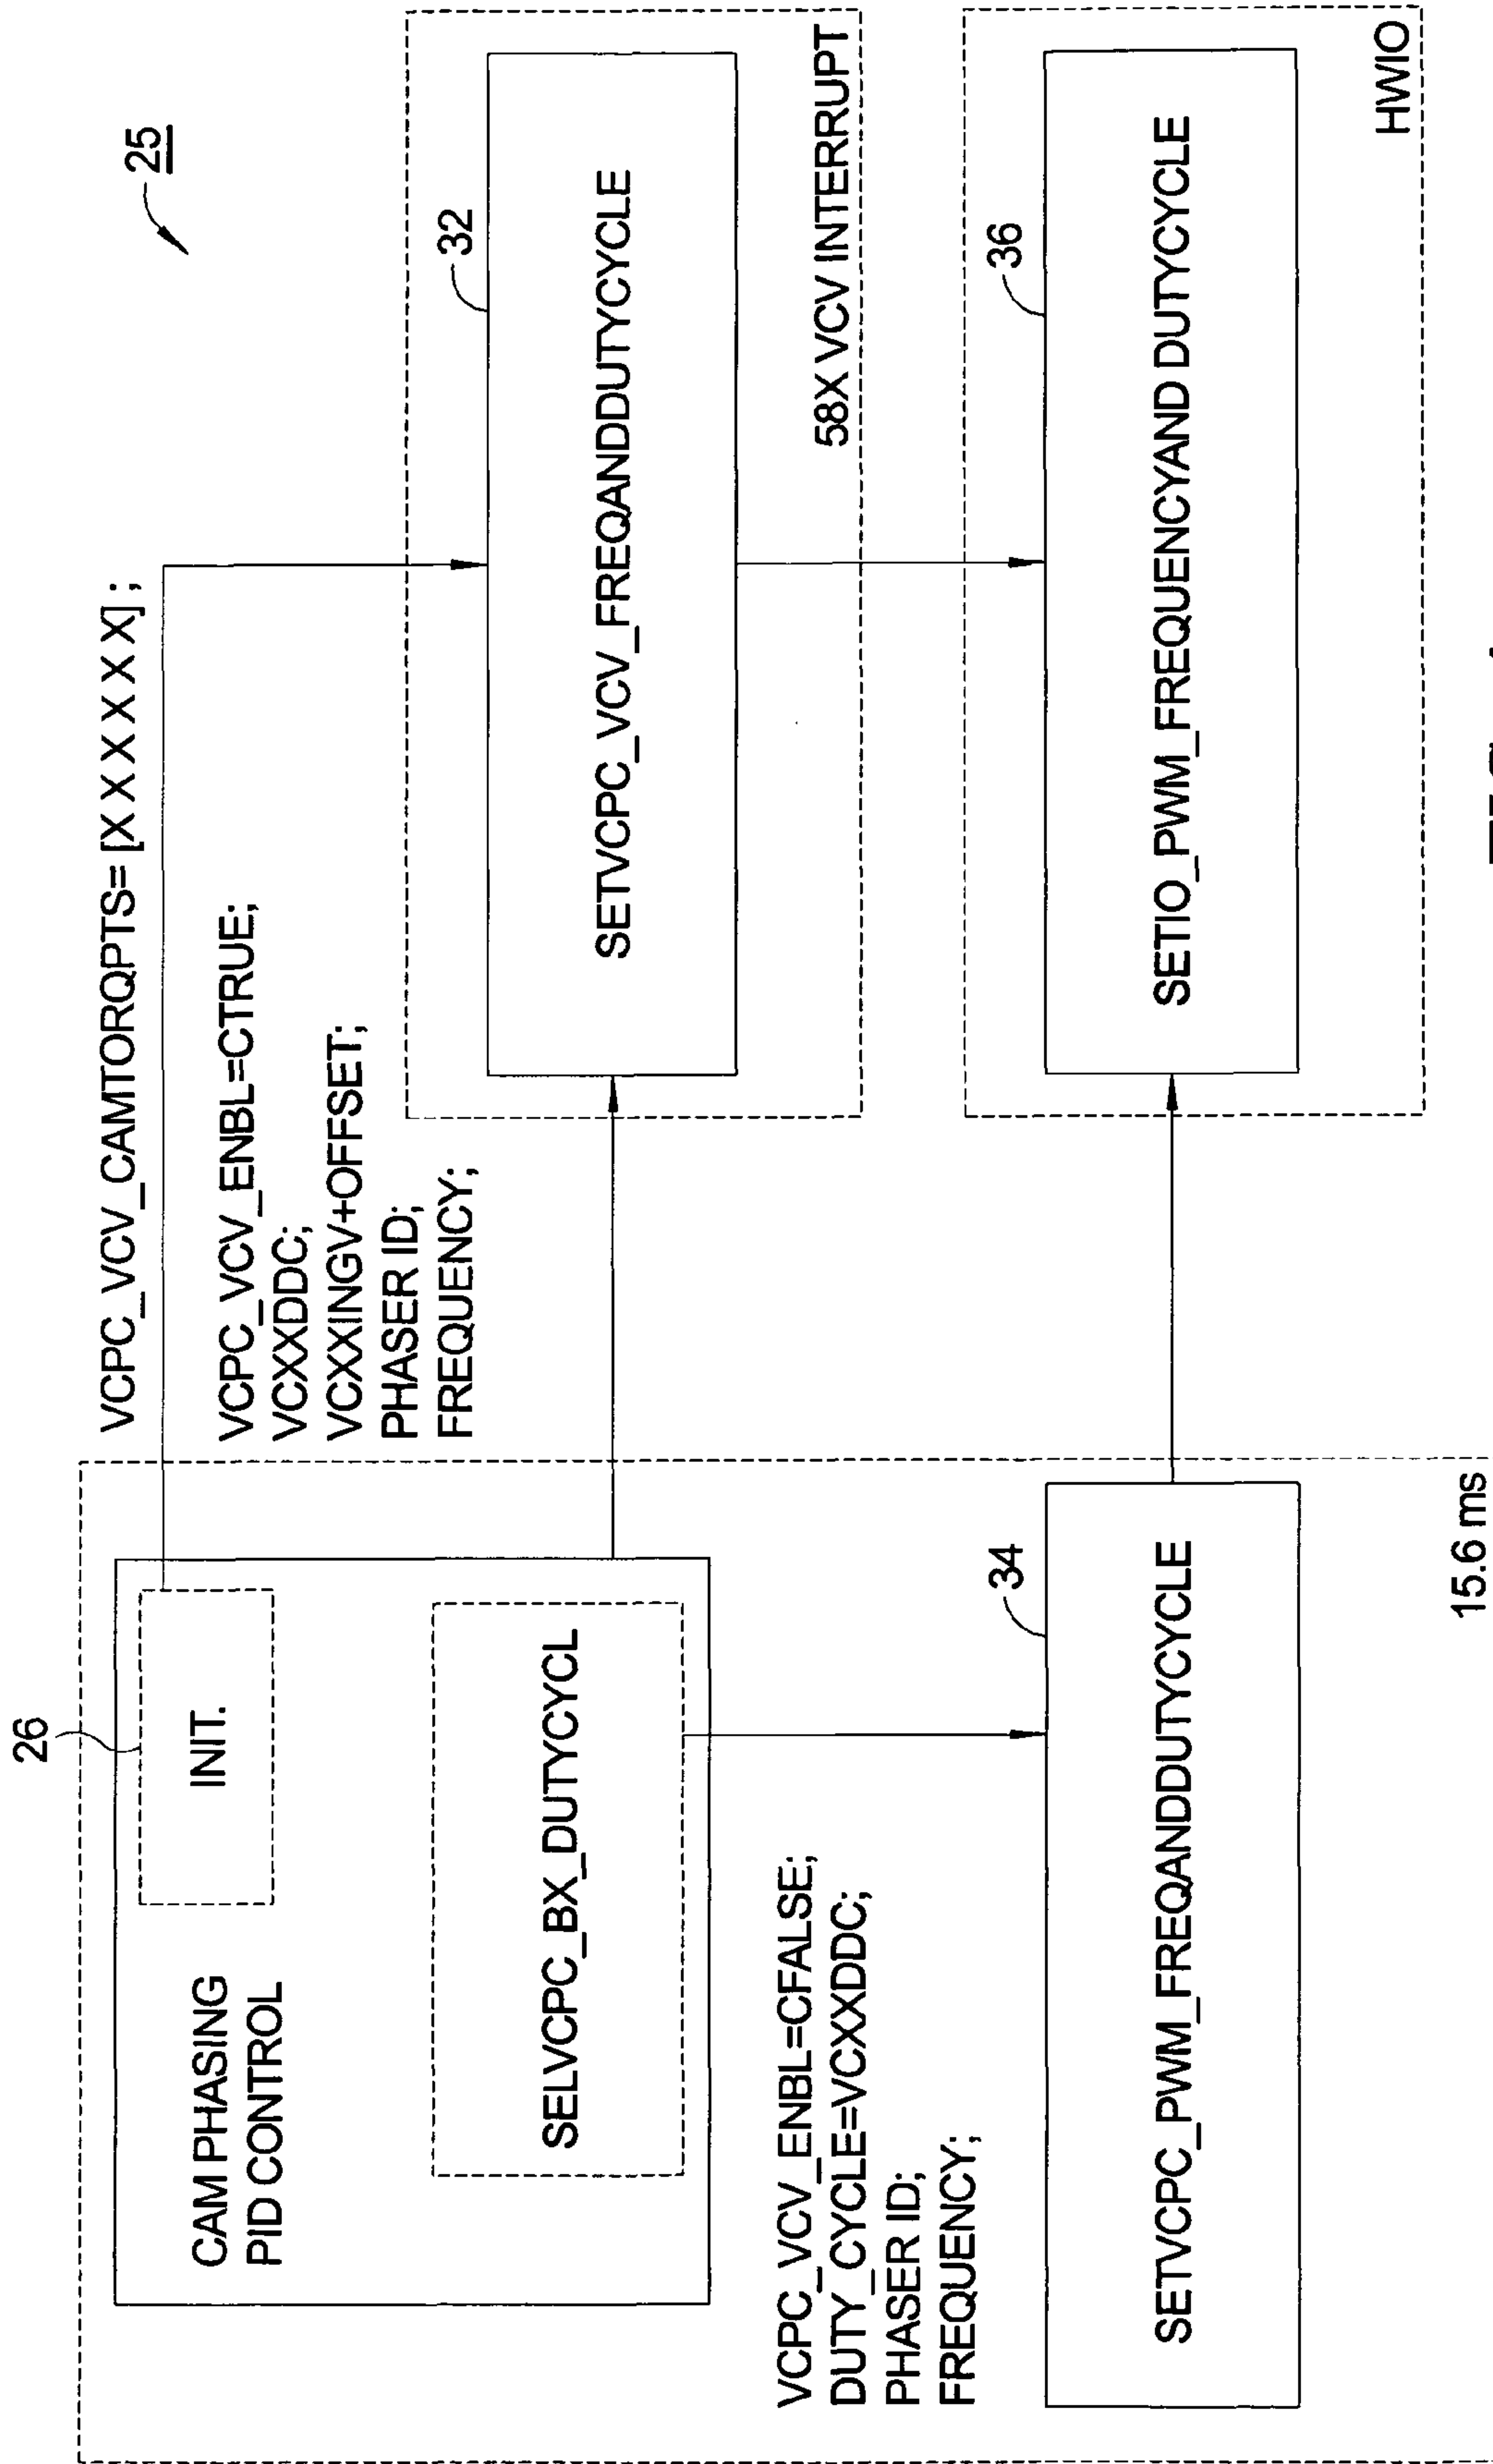 25
26
INIT.
CAM PHASING
PID CONTROL
SELVCPC_BX_DUTYCYCL
VCPC_VCV_CAMTORQPTS= [X X X X X X] ;
VCPC_VCV_ENBL=CTRUE;
VCXXDDC;
VCXXINGV+OFFSET;
PHASER ID;
FREQUENCY;
32
SETVCPC_VCV_FREQANDDUTYCYCLE
58X VCV INTERRUPT
VCPC_VCV_ENBL=CFALSE;
DUTY_CYCLE=VCXXDDC;
PHASER ID;
FREQUENCY;
34
SETVCPC_PWM_FREQANDDUTYCYCLE
15.6 ms
36
SETIO_PWM_FREQUENCYAND DUTYCYCLE
HWIO